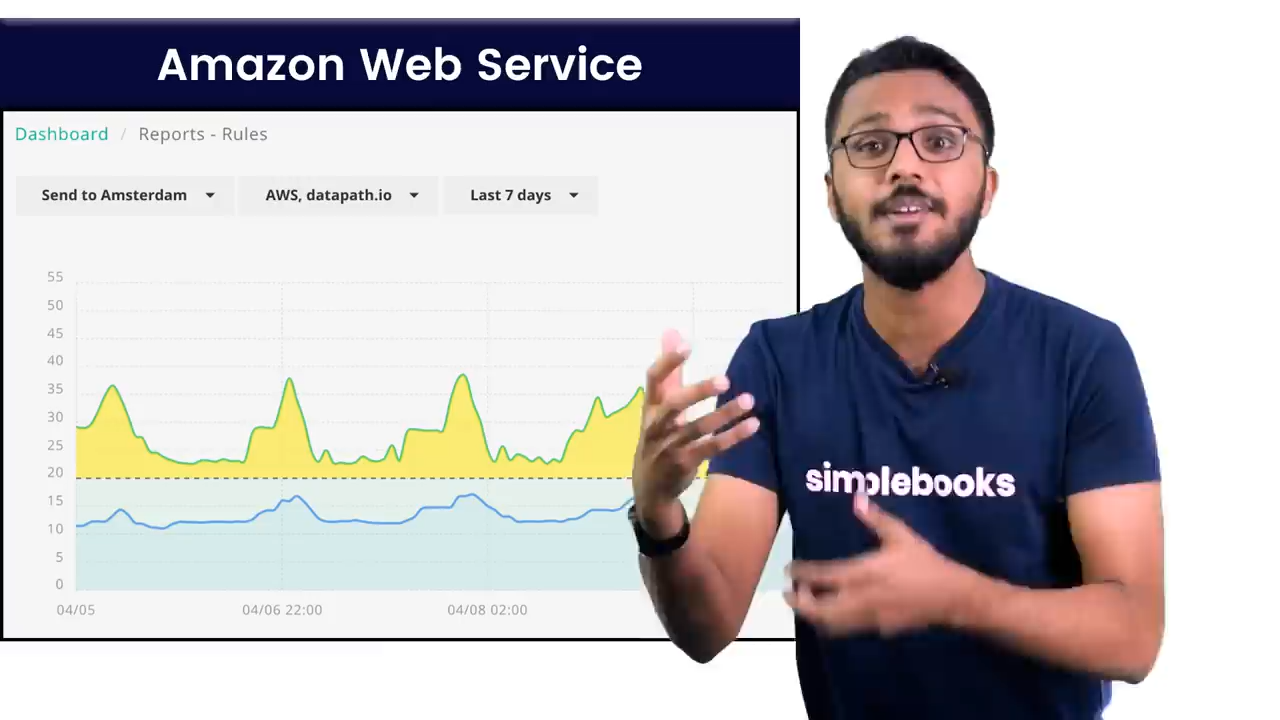 Amazon Web Service
Dashboard / Reports - Rules
Send to Amsterdam
AWS, datapath.io
Last 7 days
55
50
45
40
35
30
25
20
15
10
5
0
04/05
04/06 22:00
04/08 02:00
simplebooks